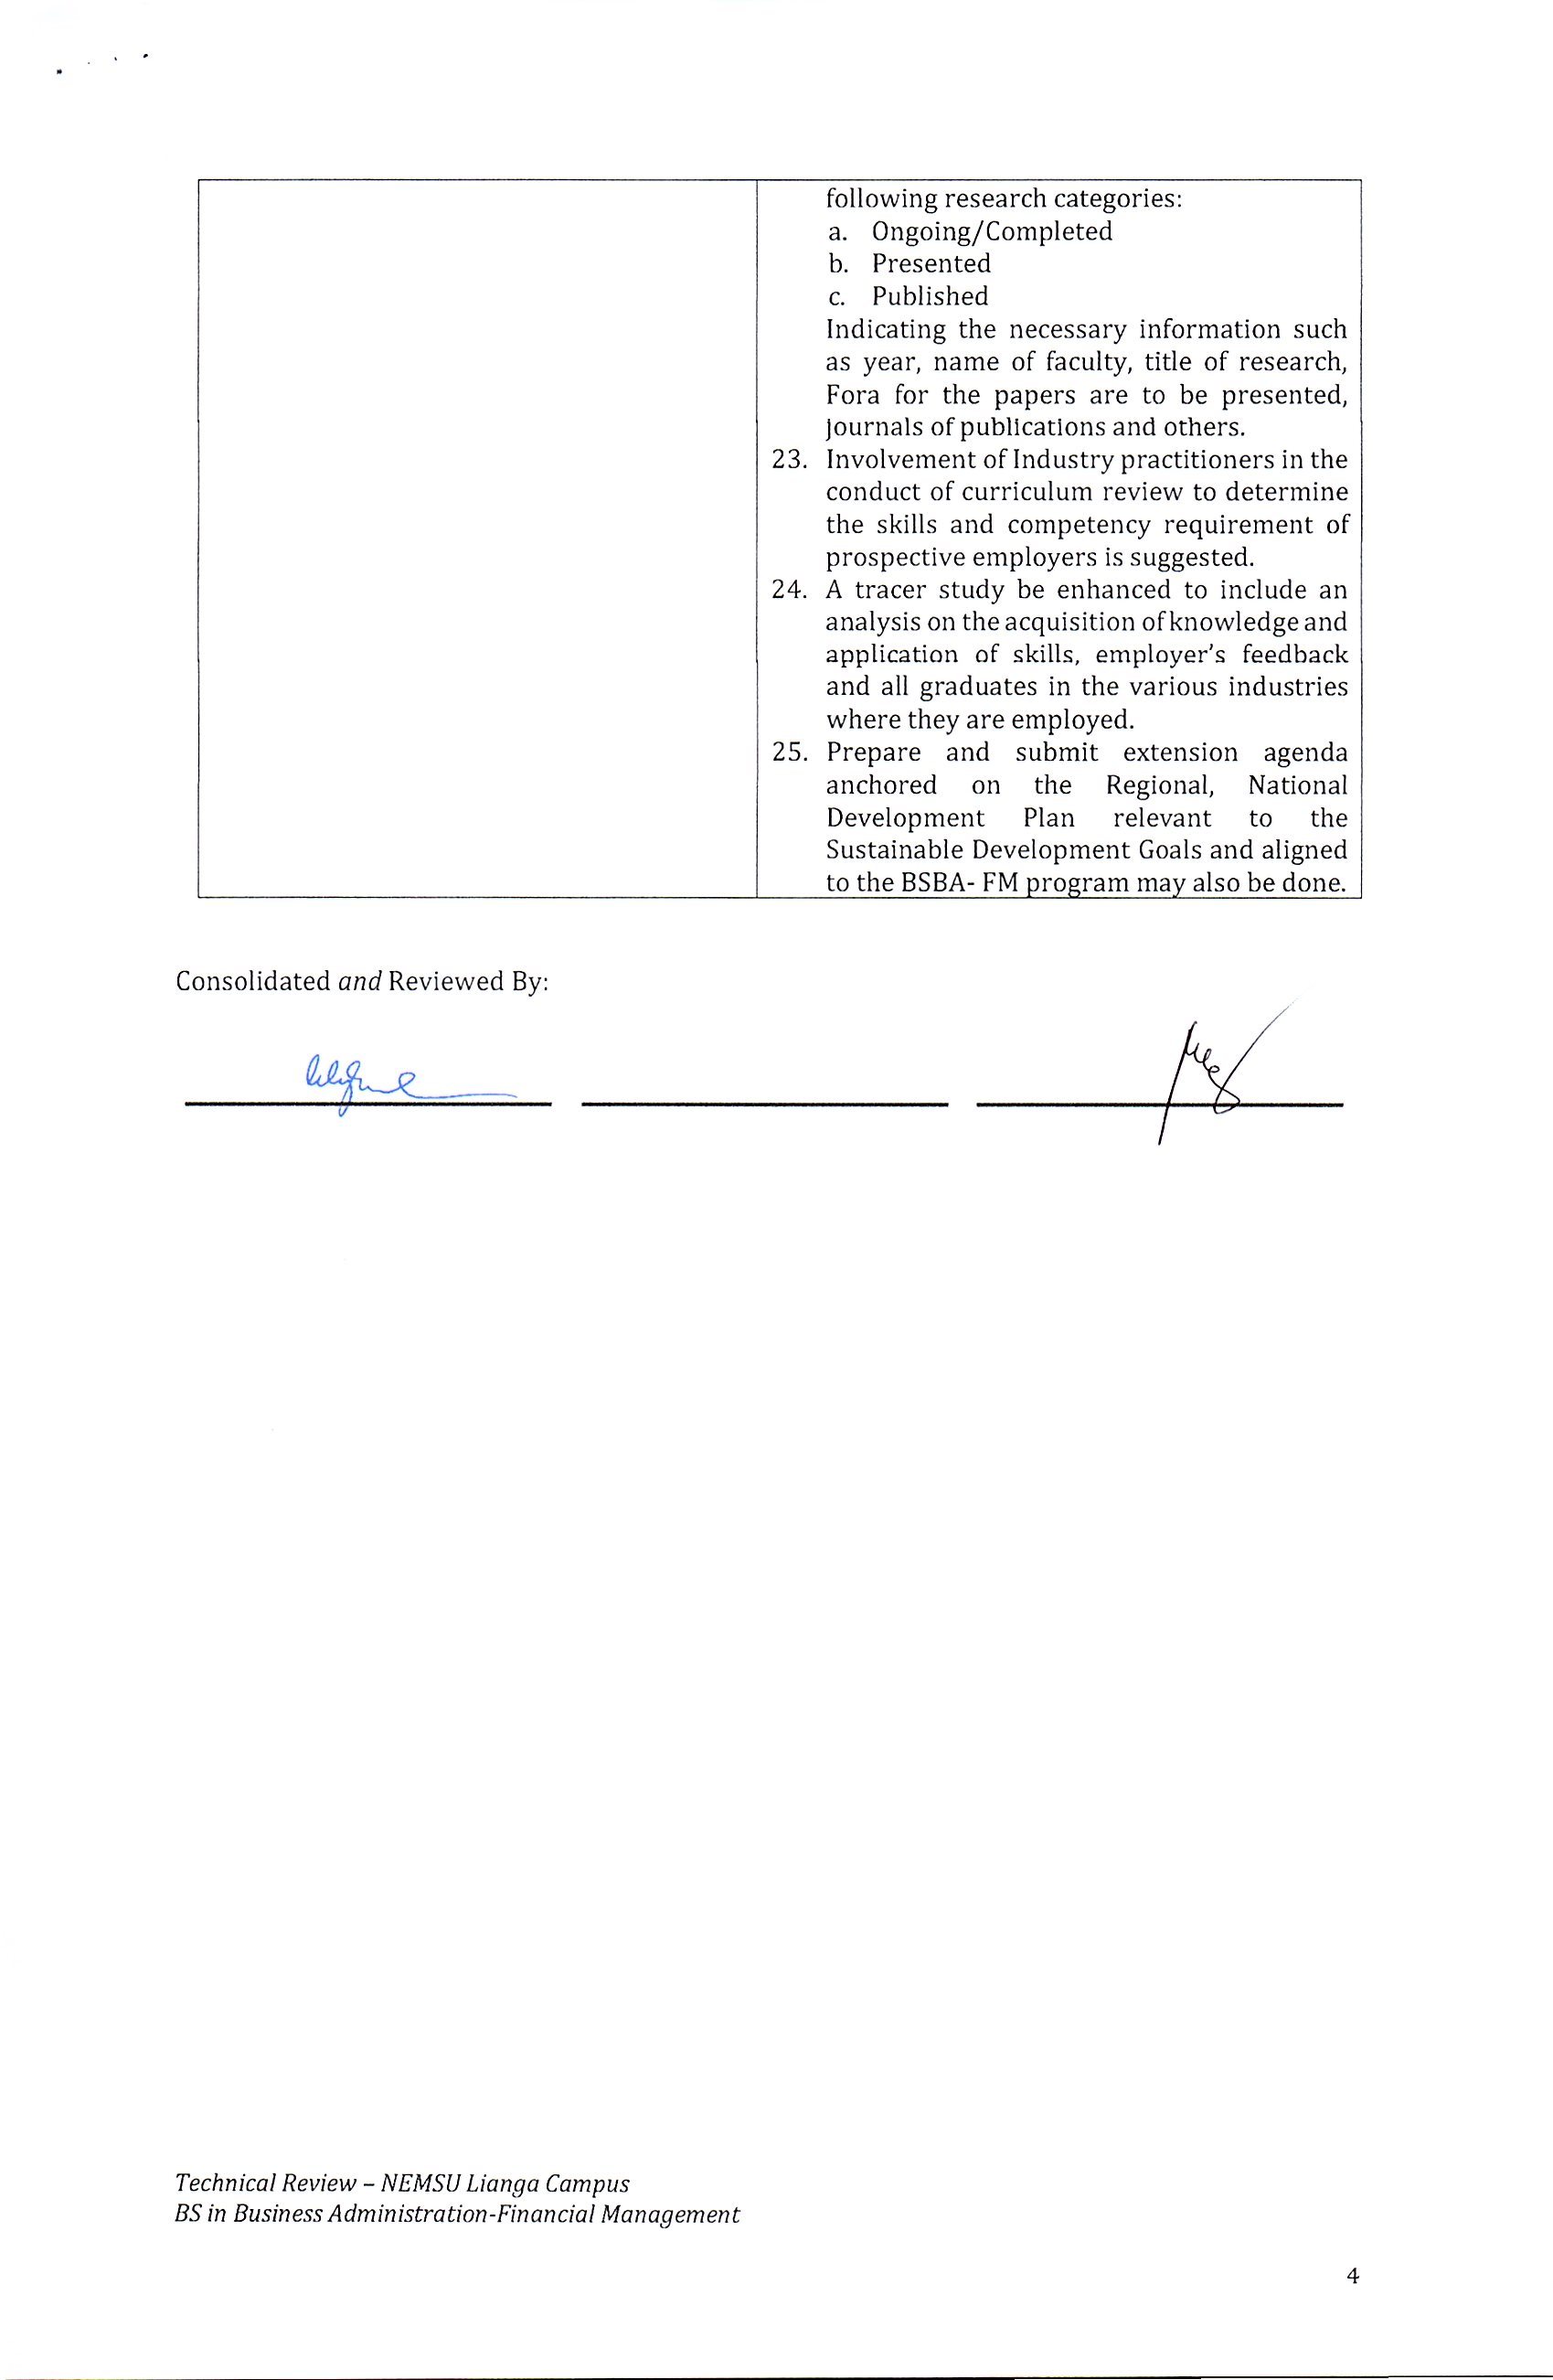 following research categories:
a. Ongoing/Completed
b. Presented
c. Published
Indicating the necessary information such
as year, name of faculty, title of research,
Fora for the papers are to be presented,
journals of publications and others.
23. Involvement of Industry practitioners in the
conduct of curriculum review to determine
the skills and competency requirement of
prospective employers is suggested.
24. A tracer study be enhanced to include an
analysis on the acquisition of knowledge and
application of skills, employer's feedback
and all graduates in the various industries
where they are employed.
25. Prepare and submit extension agenda
anchored on the Regional, National
Development Plan relevant to the
Sustainable Development Goals and aligned
to the BSBA- FM program may also be done.
Consolidated and Reviewed By:
Technical Review – NEMSU Lianga Campus
BS in Business Administration-Financial Management
4